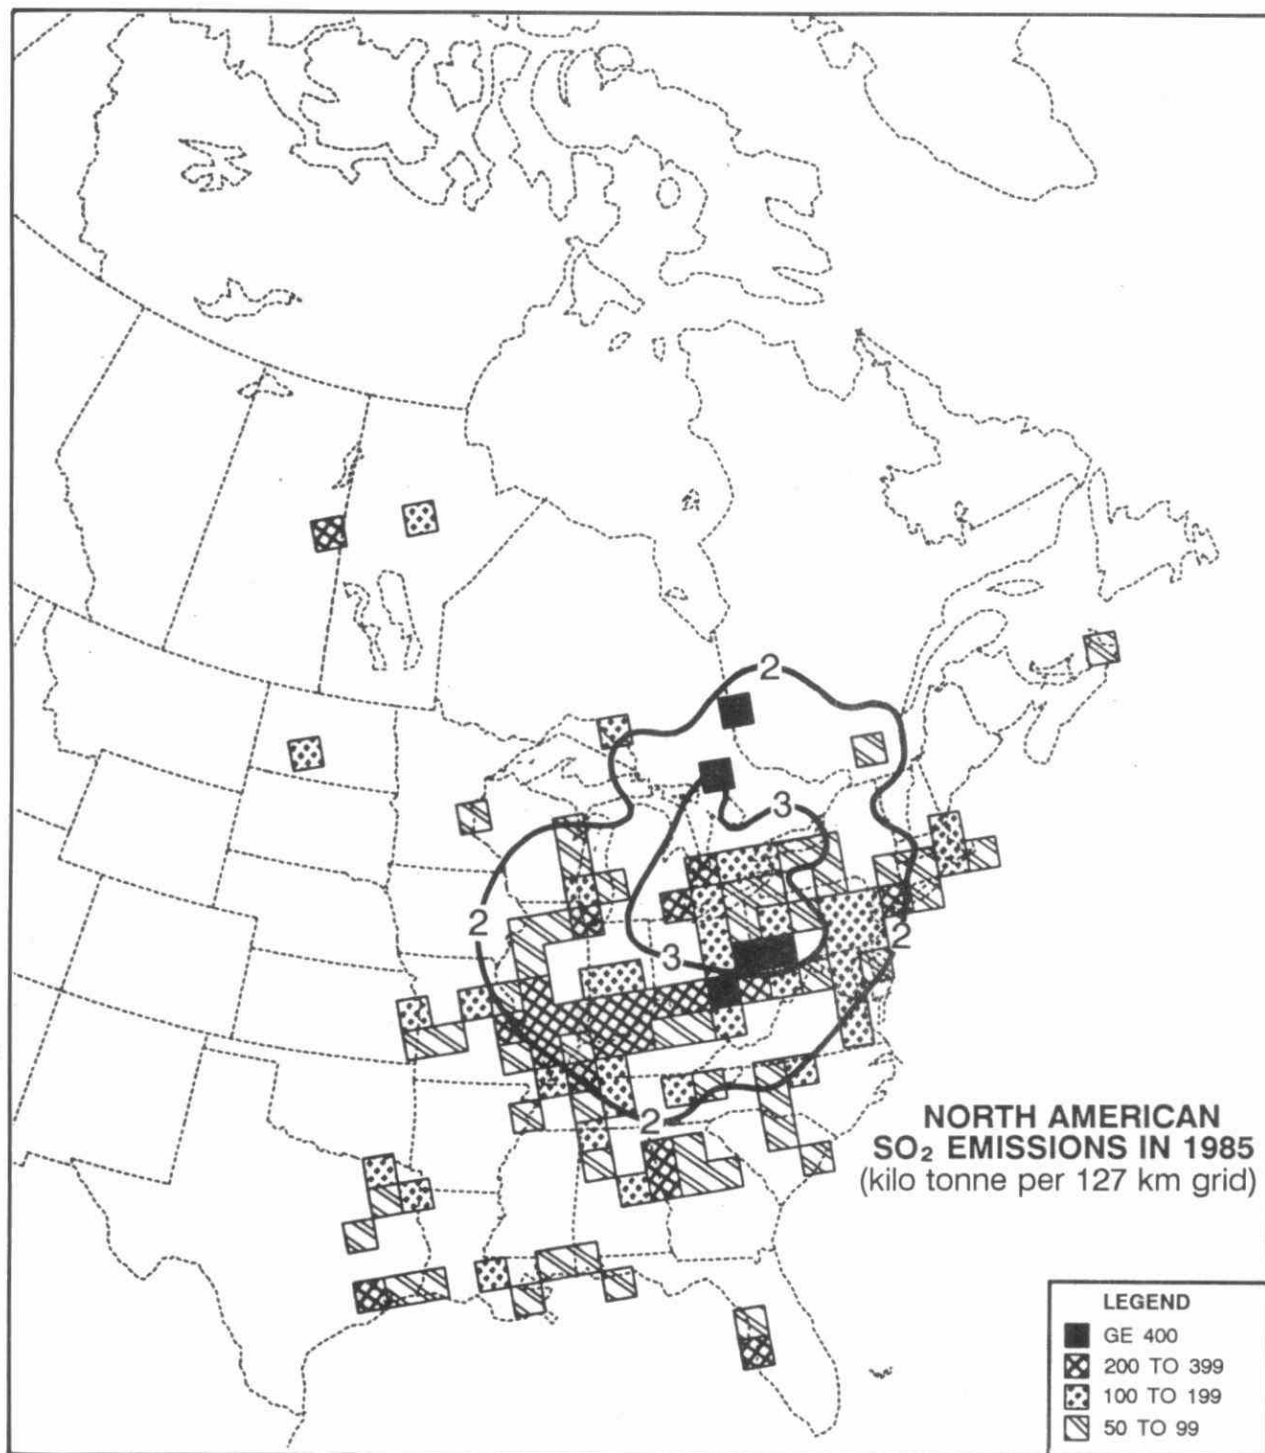 2
3
2
3
2
2
NORTH AMERICAN
SO₂ EMISSIONS IN 1985
(kilo tonne per 127 km grid)
LEGEND
GE 400
200 TO 399
100 TO 199
50 TO 99